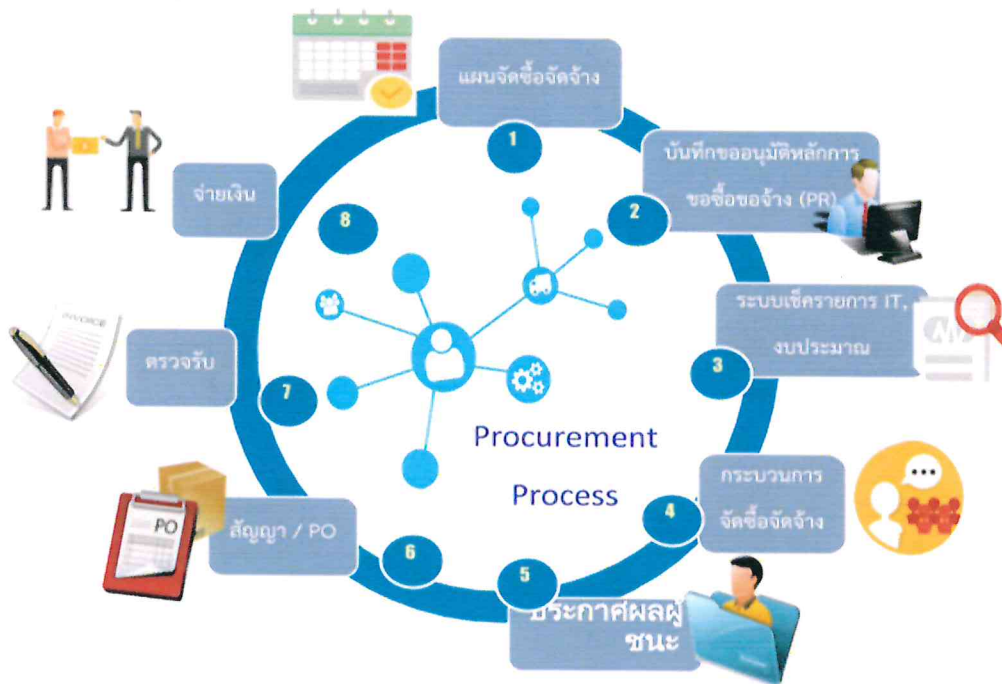 แผนจัดซื้อจัดจ้าง
1
บันทึกขออนุมัติหลักการ
ขอซื้อขอจ้าง (PR)
2
ระบบเช็ครายการ IT,
งบประมาณ
3
กระบวนการ
จัดซื้อจัดจ้าง
4
5
ประกาศผลผู้
ชนะ
6
สัญญา / PO
PO
7
ตรวจรับ
INVOICE
8
จ่ายเงิน
Procurement
Process